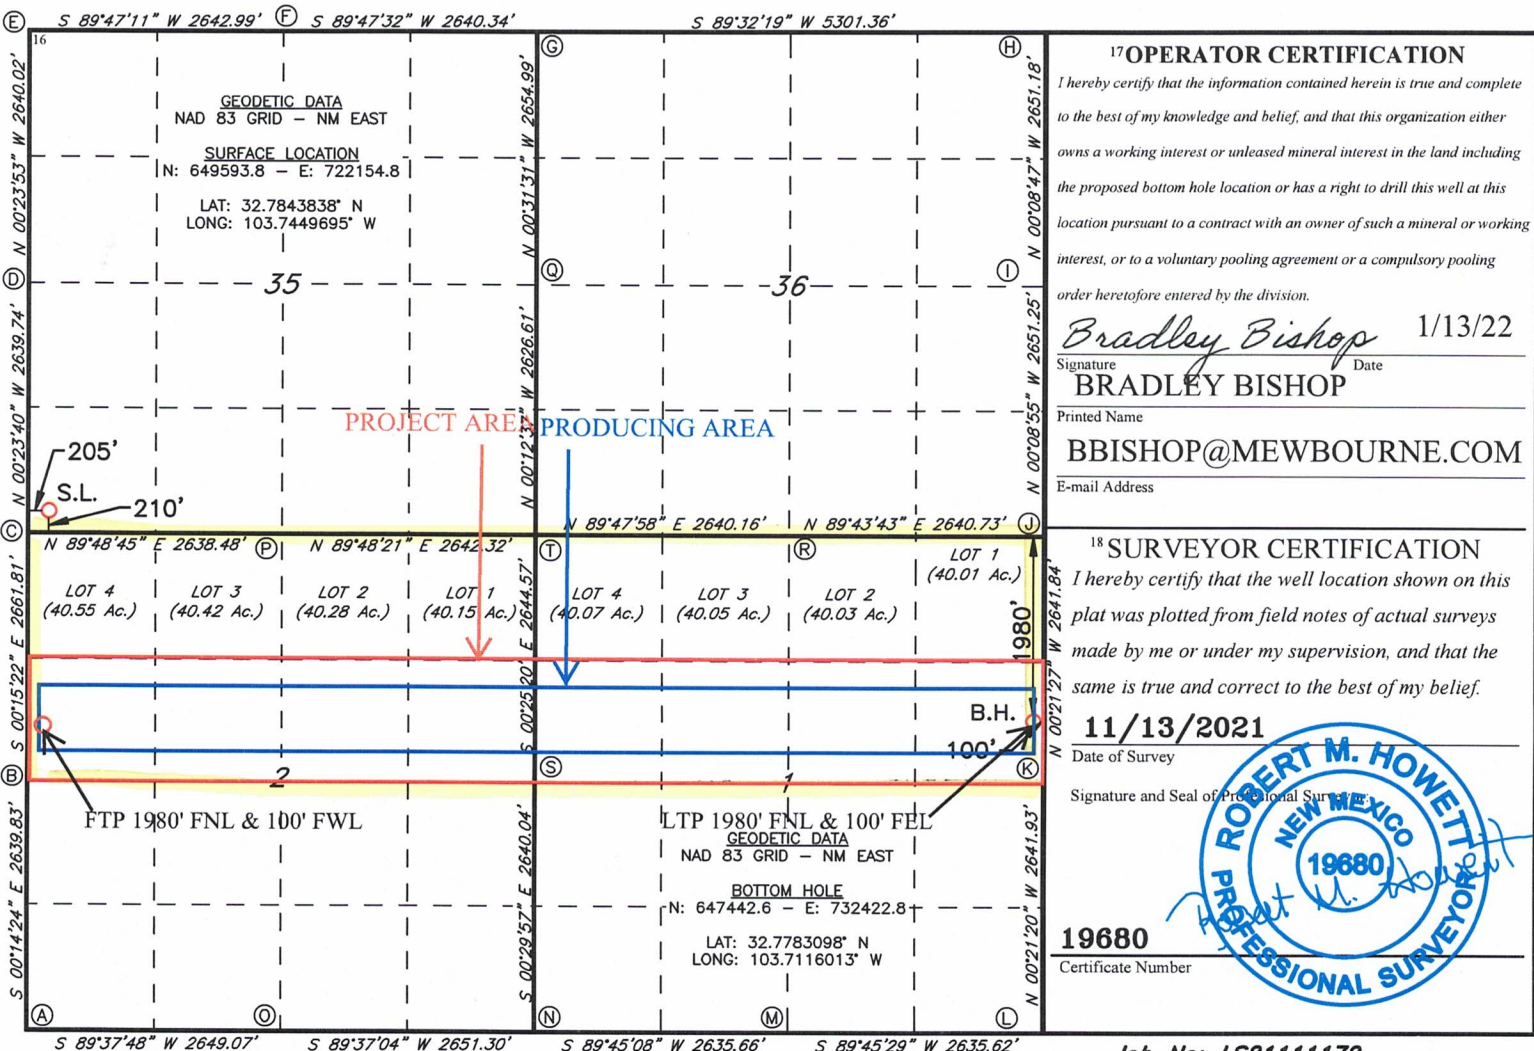 Ⓔ S 89°47'11" W 2642.99' Ⓕ S 89°47'32" W 2640.34' S 89°32'19" W 5301.36'
16
Ⓖ Ⓗ
N 00°23'53" W 2640.02'
N 00°31'31" W 2654.99'
N 00°08'47" W 2651.18'
GEODETIC DATA
NAD 83 GRID – NM EAST
SURFACE LOCATION
N: 649593.8 – E: 722154.8
LAT: 32.7843838° N
LONG: 103.7449695° W
Ⓓ 35 Ⓠ 36 Ⓘ
N 00°23'40" W 2639.74'
N 00°12'37" W 2626.61'
N 00°08'55" W 2651.25'
PROJECT AREA PRODUCING AREA
205'
S.L.
210'
Ⓒ N 89°47'58" E 2640.16' N 89°43'43" E 2640.73' Ⓙ
N 89°48'45" E 2638.48' Ⓟ N 89°48'21" E 2642.32' Ⓣ Ⓡ
LOT 4
(40.55 Ac.)
LOT 3
(40.42 Ac.)
LOT 2
(40.28 Ac.)
LOT 1
(40.15 Ac.)
LOT 4
(40.07 Ac.)
LOT 3
(40.05 Ac.)
LOT 2
(40.03 Ac.)
LOT 1
(40.01 Ac.)
S 00°15'22" E 2661.81'
S 00°25'20" E 2644.57'
N 00°21'27" W 2641.84'
1980'
B.H.
100'
Ⓑ 2 Ⓢ 1 Ⓚ
FTP 1980' FNL & 100' FWL
LTP 1980' FNL & 100' FEL
GEODETIC DATA
NAD 83 GRID – NM EAST
BOTTOM HOLE
N: 647442.6 – E: 732422.8
LAT: 32.7783098° N
LONG: 103.7116013° W
S 00°14'24" E 2639.83'
S 00°29'57" E 2640.04'
N 00°21'20" W 2641.93'
Ⓐ Ⓞ Ⓝ Ⓜ Ⓛ
S 89°37'48" W 2649.07' S 89°37'04" W 2651.30' S 89°45'08" W 2635.66' S 89°45'29" W 2635.62'
17 OPERATOR CERTIFICATION
I hereby certify that the information contained herein is true and complete
to the best of my knowledge and belief, and that this organization either
owns a working interest or unleased mineral interest in the land including
the proposed bottom hole location or has a right to drill this well at this
location pursuant to a contract with an owner of such a mineral or working
interest, or to a voluntary pooling agreement or a compulsory pooling
order heretofore entered by the division.
Bradley Bishop 1/13/22
Signature Date
BRADLEY BISHOP
Printed Name
BBISHOP@MEWBOURNE.COM
E-mail Address
18 SURVEYOR CERTIFICATION
I hereby certify that the well location shown on this
plat was plotted from field notes of actual surveys
made by me or under my supervision, and that the
same is true and correct to the best of my belief.
11/13/2021
Date of Survey
Signature and Seal of Professional Surveyor:
ROBERT M. HOWETT
NEW MEXICO
19680
PROFESSIONAL SURVEYOR
Robert M. Howett
19680
Certificate Number
Job No: LS21111172